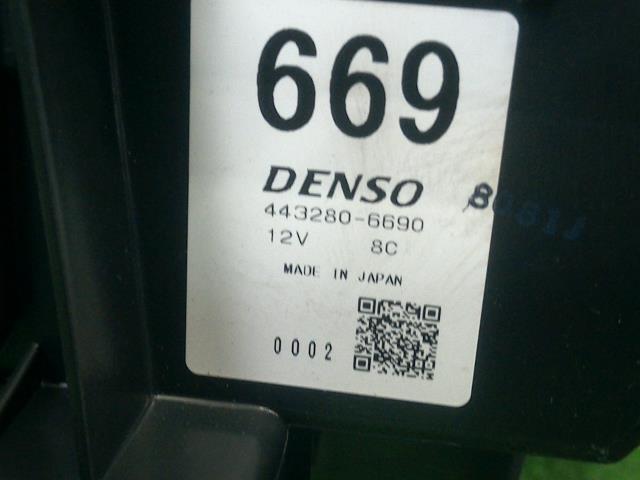 669
DENSO
443280-6690
12V 8C
MADE IN JAPAN
0002